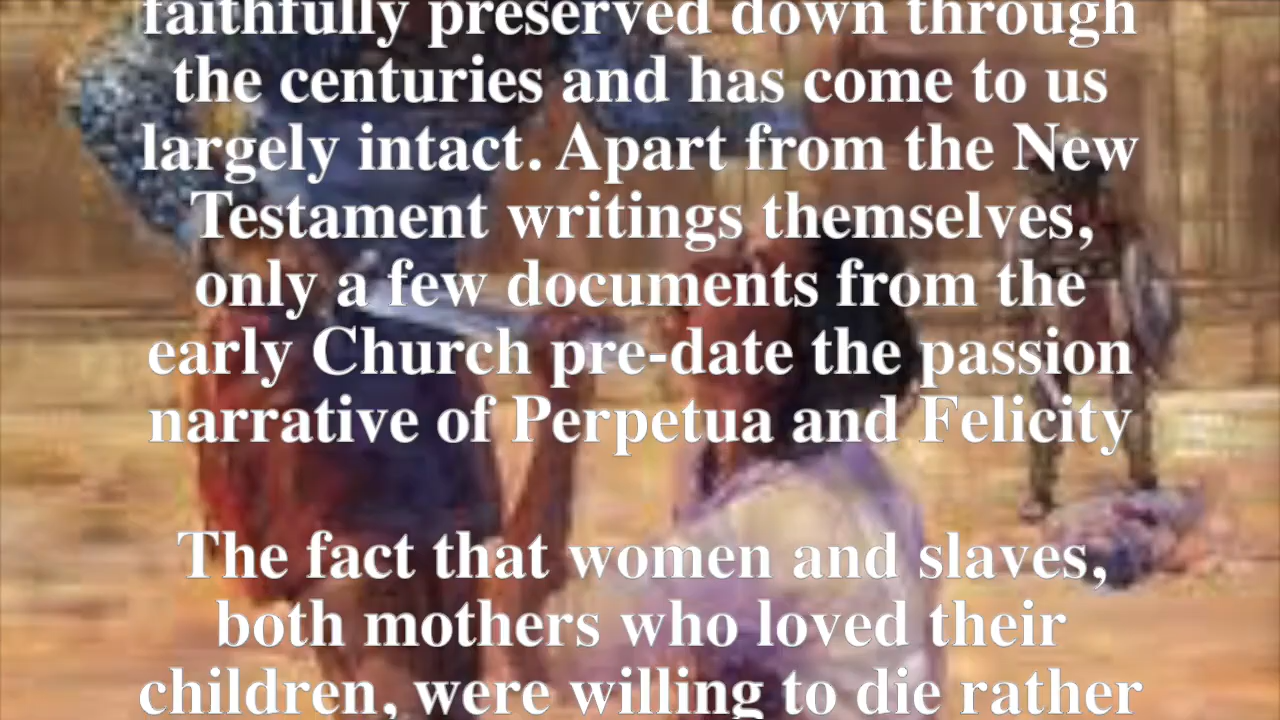 faithfully preserved down through
the centuries and has come to us
largely intact. Apart from the New
Testament writings themselves,
only a few documents from the
early Church pre-date the passion
narrative of Perpetua and Felicity
The fact that women and slaves,
both mothers who loved their
children, were willing to die rather